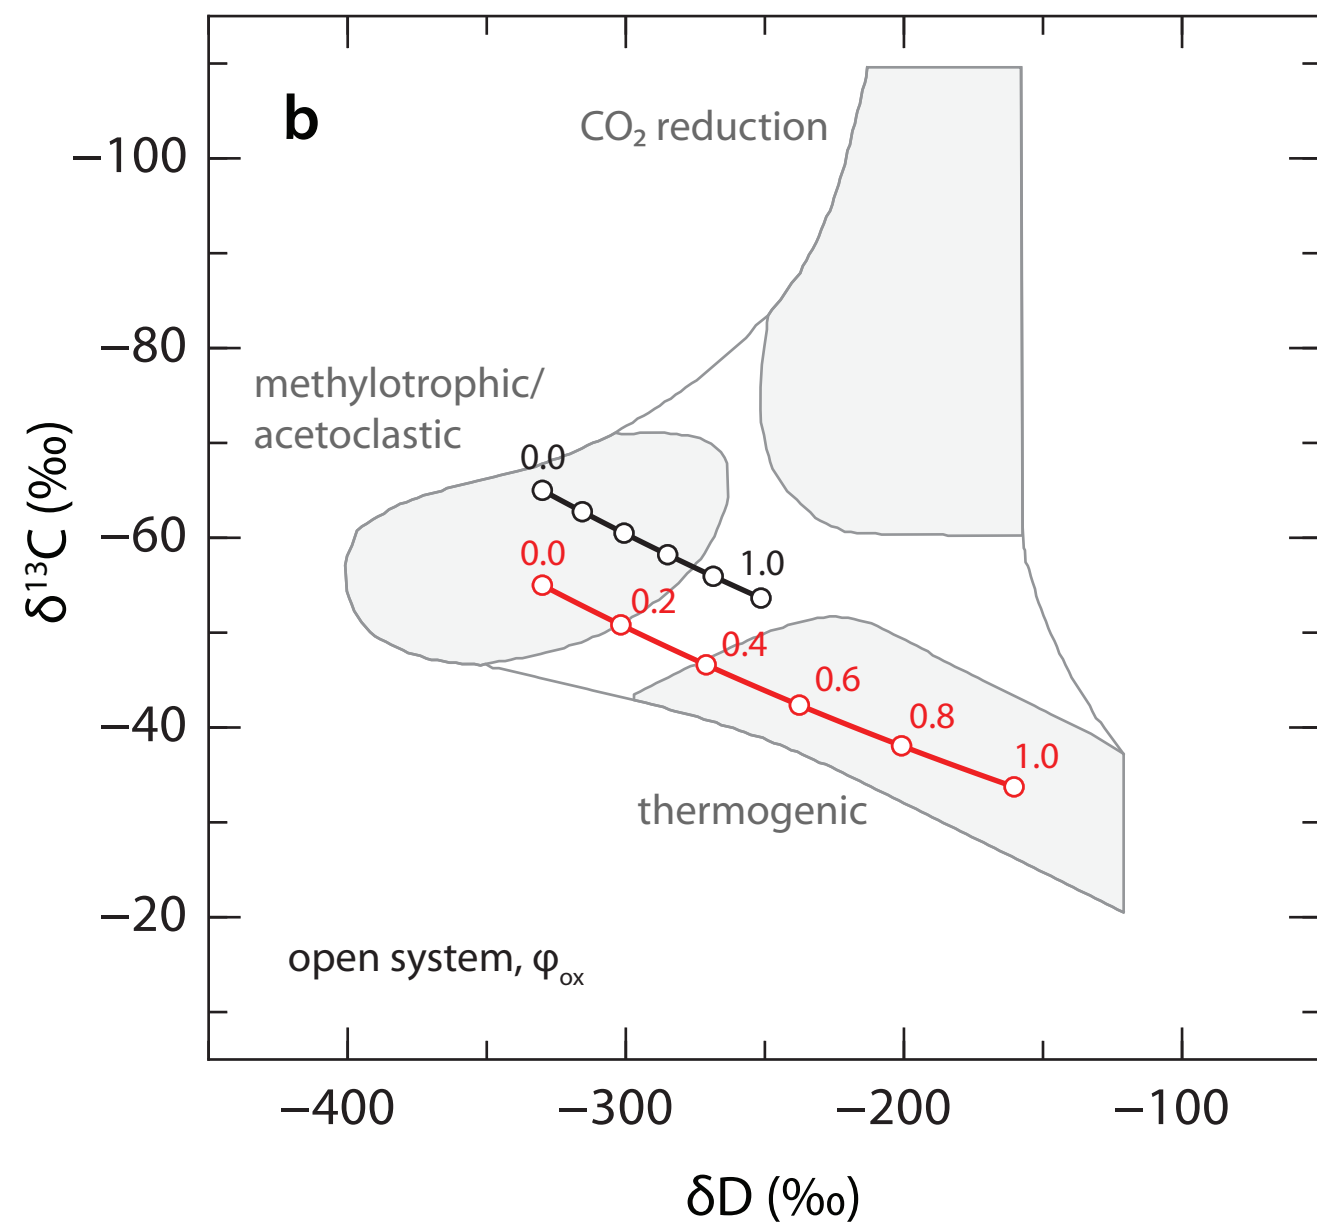 b
CO₂ reduction
−100
−80
methylotrophic/
acetoclastic
0.0
−60
0.0
1.0
0.2
0.4
0.6
0.8
1.0
−40
thermogenic
−20
open system, φox
δ¹³C (‰)
−400
−300
−200
−100
δD (‰)